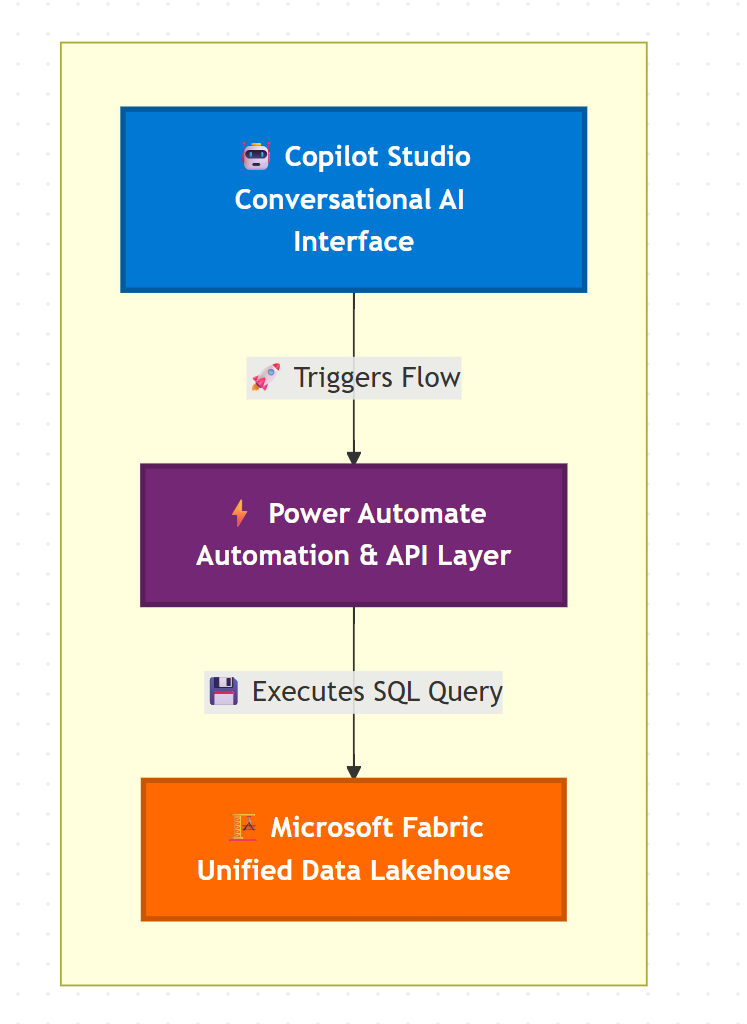 🤖 Copilot Studio
Conversational AI
Interface
🚀 Triggers Flow
⚡ Power Automate
Automation & API Layer
💾 Executes SQL Query
🏗️ Microsoft Fabric
Unified Data Lakehouse